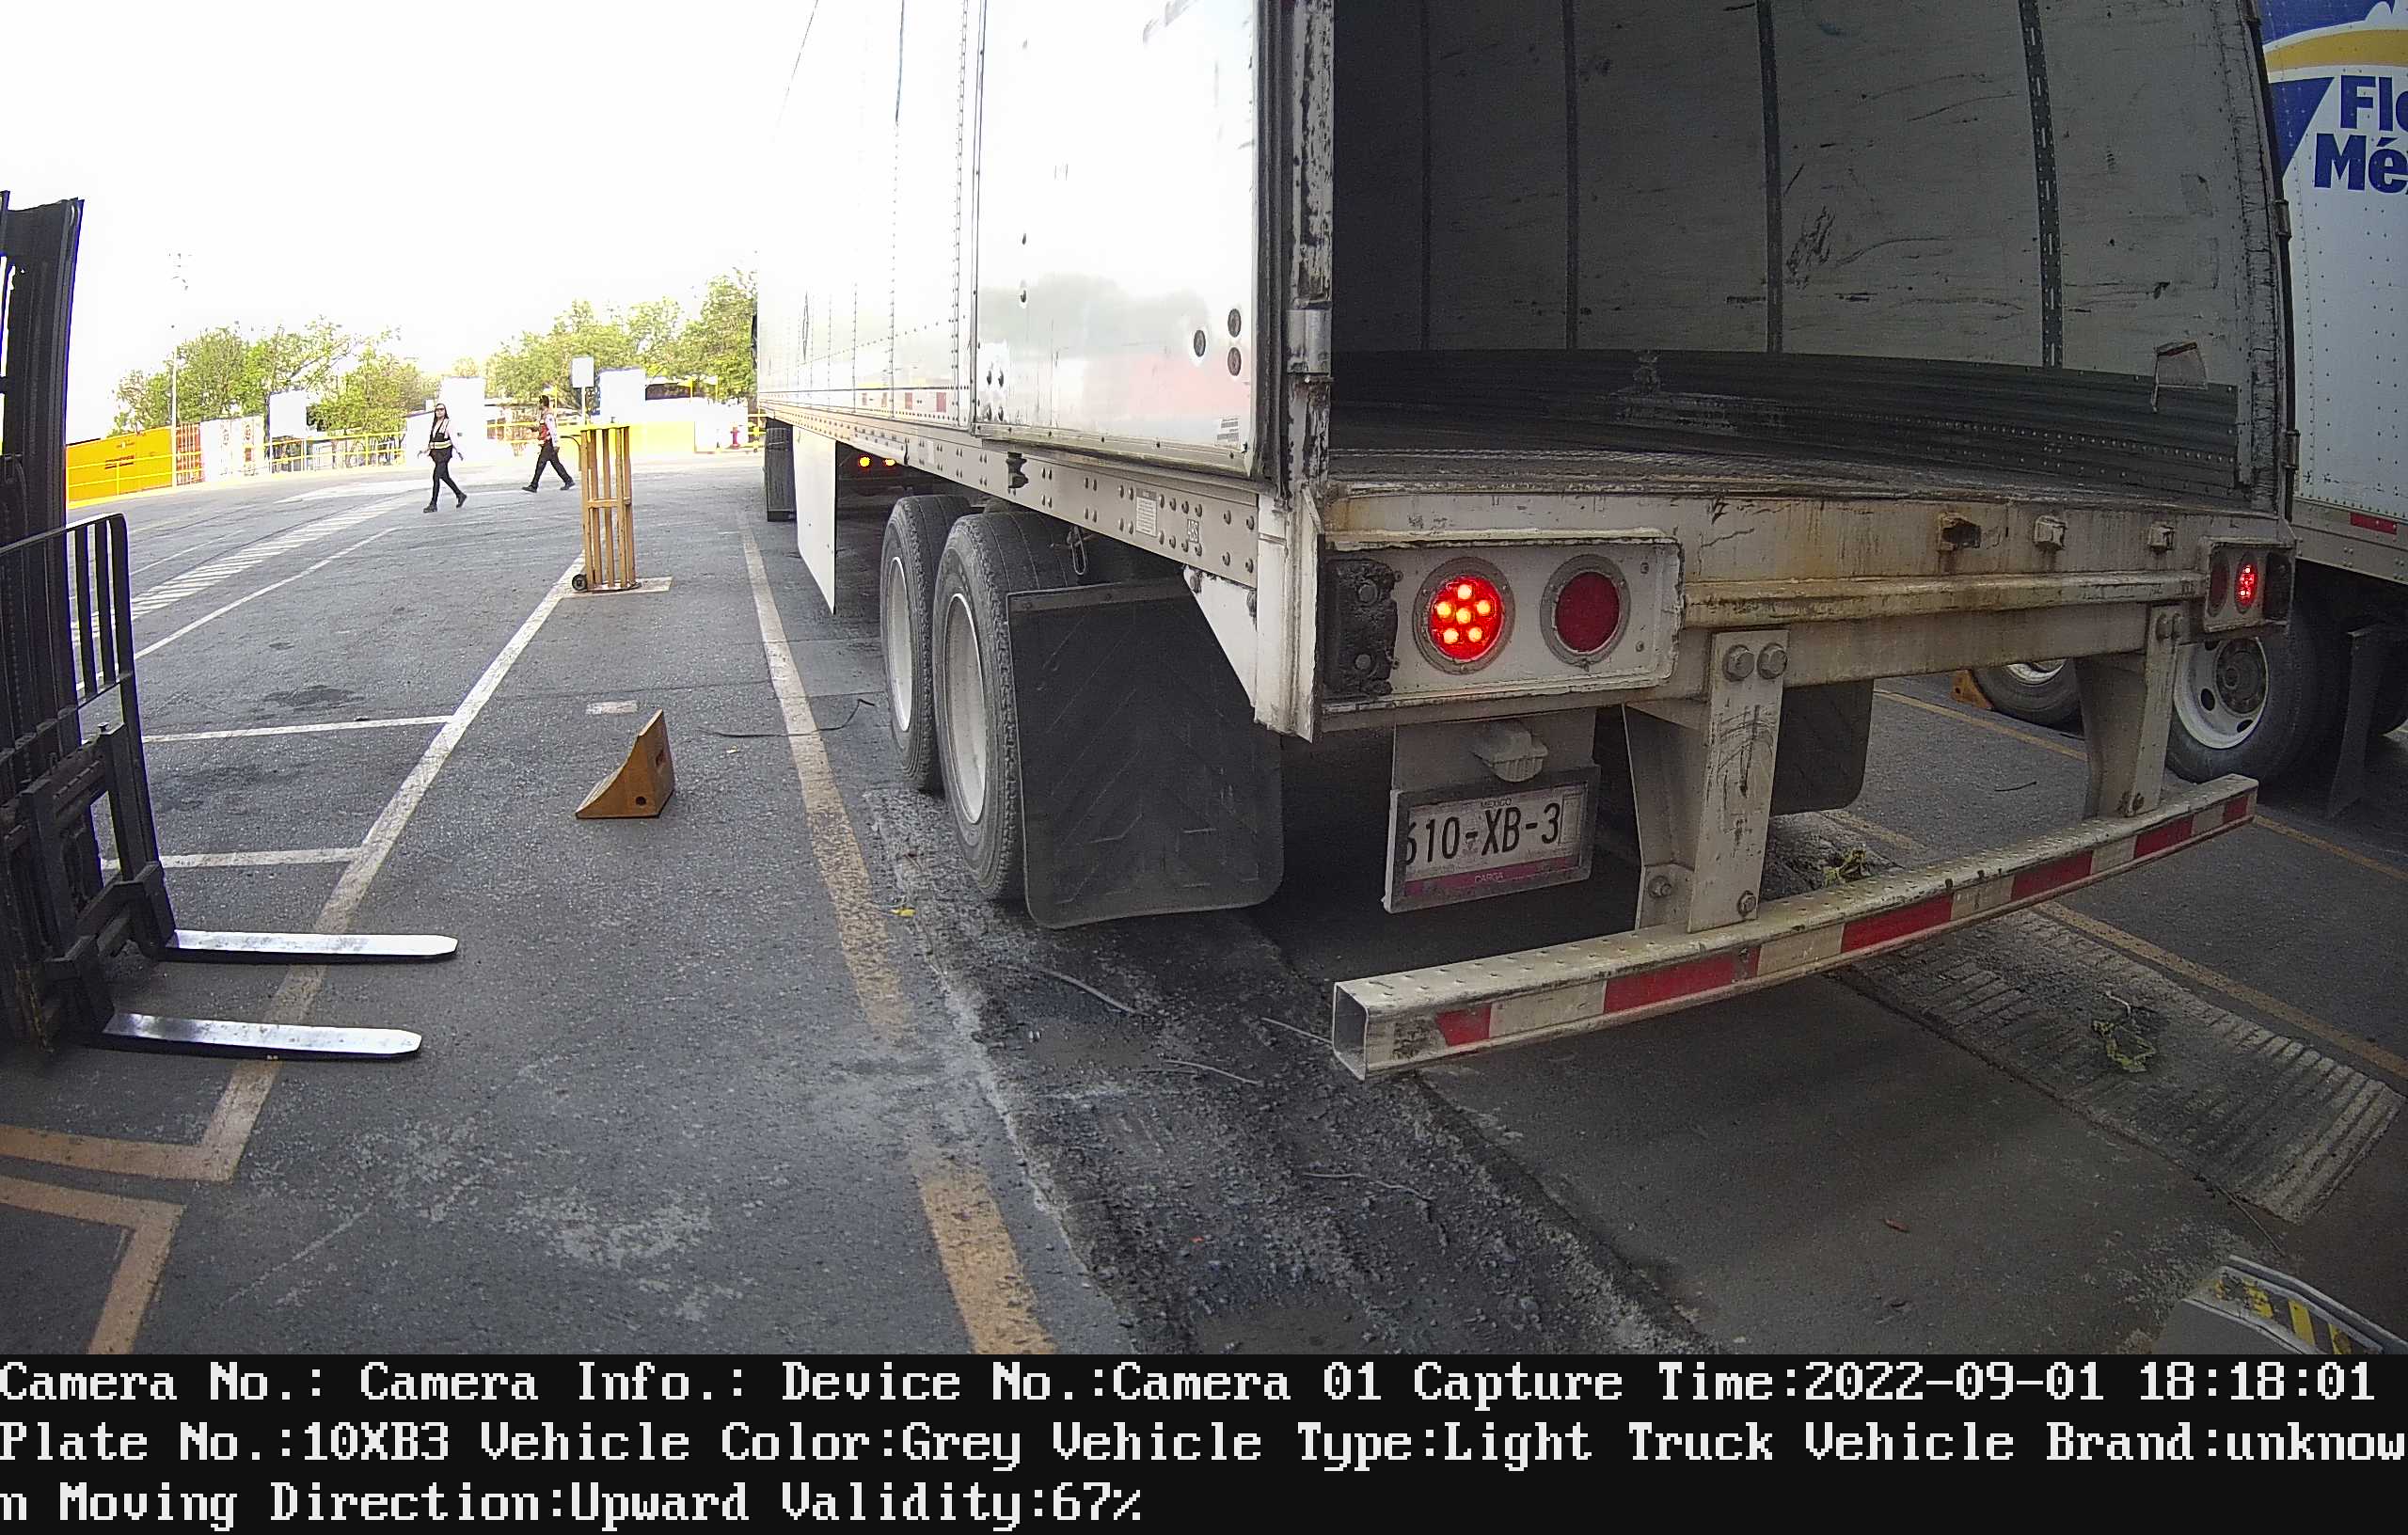 Flo
Méx
MEXICO
610-XB-3
CARGA
Camera No.: Camera Info.: Device No.:Camera 01 Capture Time:2022-09-01 18:18:01
Plate No.:10XB3 Vehicle Color:Grey Vehicle Type:Light Truck Vehicle Brand:unknow
n Moving Direction:Upward Validity:67%